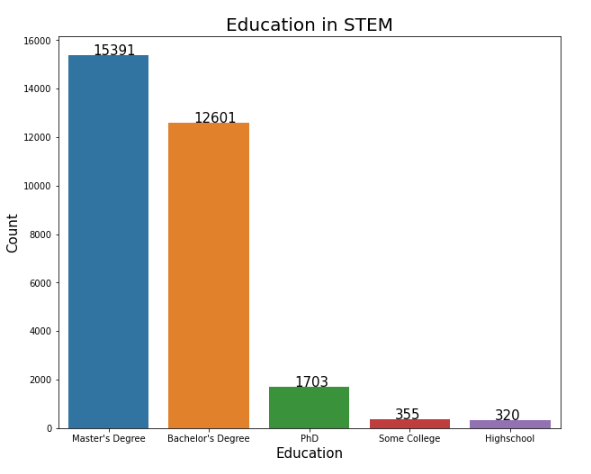 Education in STEM
16000
14000
12000
10000
8000
6000
4000
2000
0
Count
15391
12601
1703
355
320
Master's Degree
Bachelor's Degree
PhD
Some College
Highschool
Education